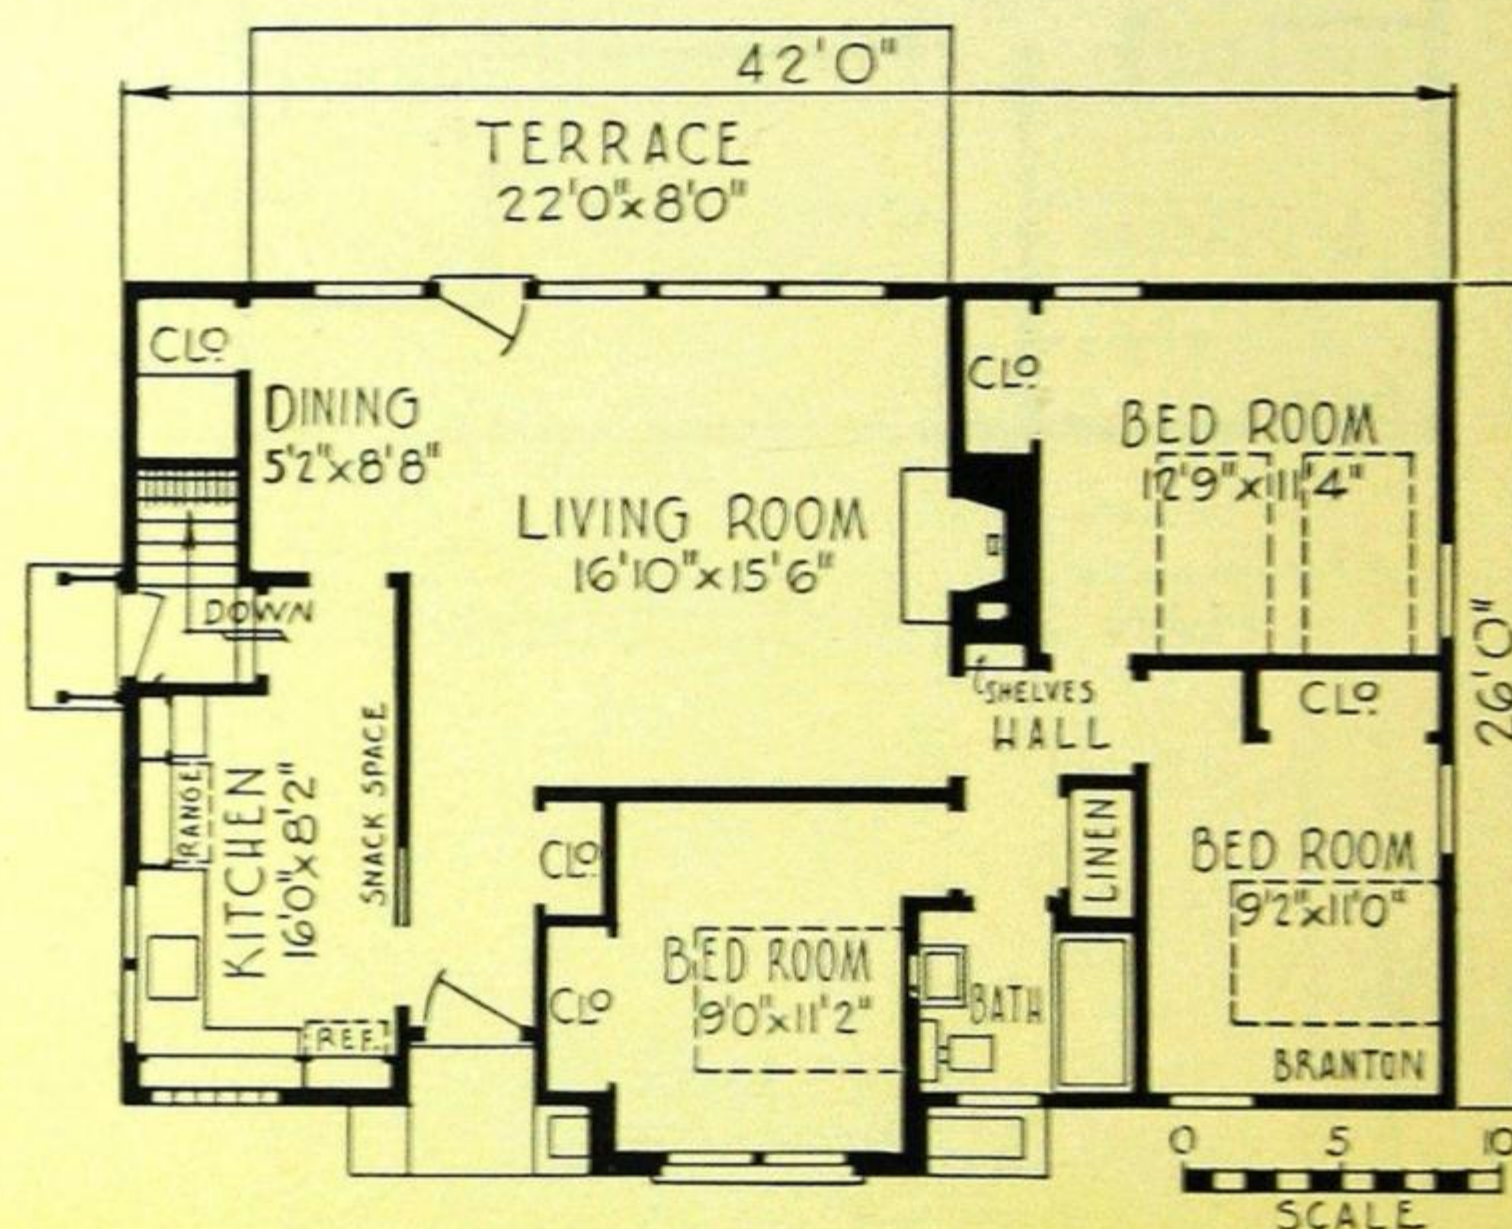 42'0"
TERRACE
22'0"x8'0"
CLO.
DINING
5'2"x8'8"
CLO.
BED ROOM
12'9"x11'4"
LIVING ROOM
16'10"x15'6"
DOWN
SHELVES
HALL
CLO.
26'0"
SNACK SPACE
RANGE
KITCHEN
16'0"x8'2"
CLO.
LINEN
BED ROOM
9'2"x11'0"
BED ROOM
9'0"x11'2"
CLO.
BATH
REF.
BRANTON
0 5 10
SCALE